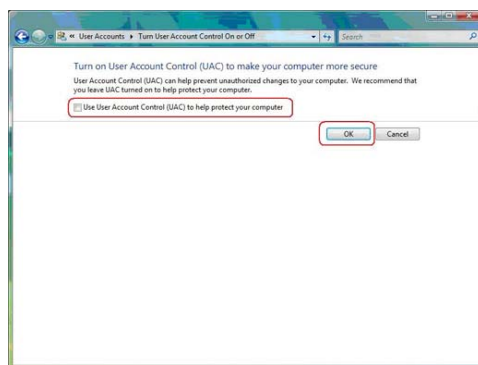 « User Accounts ▸ Turn User Account Control On or Off
Search
Turn on User Account Control (UAC) to make your computer more secure
User Account Control (UAC) can help prevent unauthorized changes to your computer. We recommend that
you leave UAC turned on to help protect your computer.
Use User Account Control (UAC) to help protect your computer
OK
Cancel